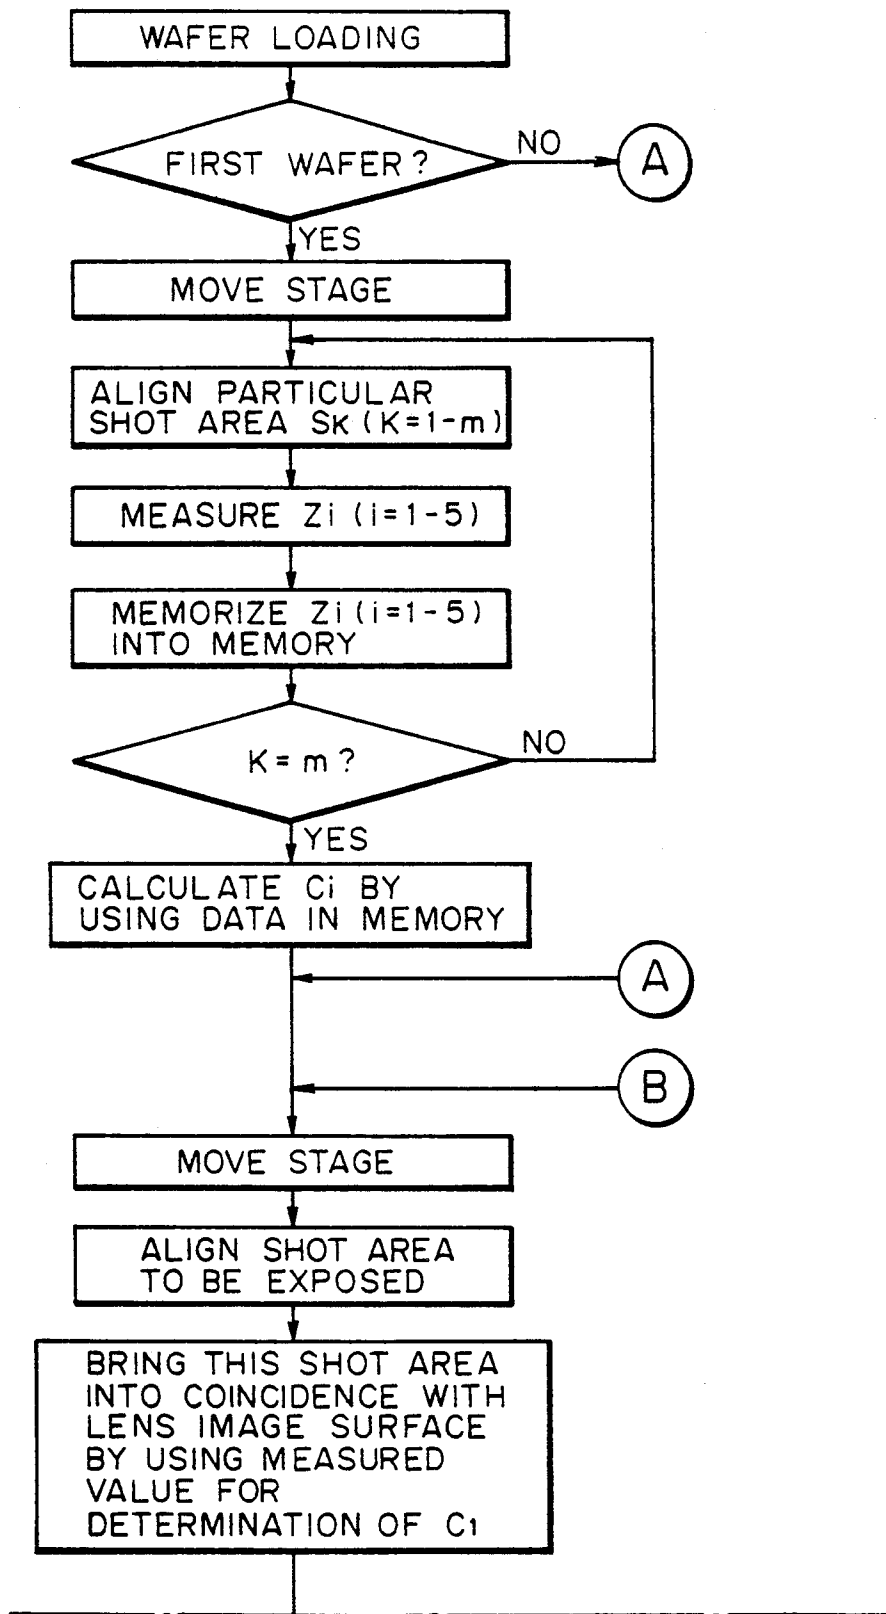 WAFER LOADING
FIRST WAFER?
NO
A
YES
MOVE STAGE
ALIGN PARTICULAR
SHOT AREA SK (K=1-m)
MEASURE Zi (i=1-5)
MEMORIZE Zi (i=1-5)
INTO MEMORY
K=m?
NO
YES
CALCULATE Ci BY
USING DATA IN MEMORY
A
B
MOVE STAGE
ALIGN SHOT AREA
TO BE EXPOSED
BRING THIS SHOT AREA
INTO COINCIDENCE WITH
LENS IMAGE SURFACE
BY USING MEASURED
VALUE FOR
DETERMINATION OF C1